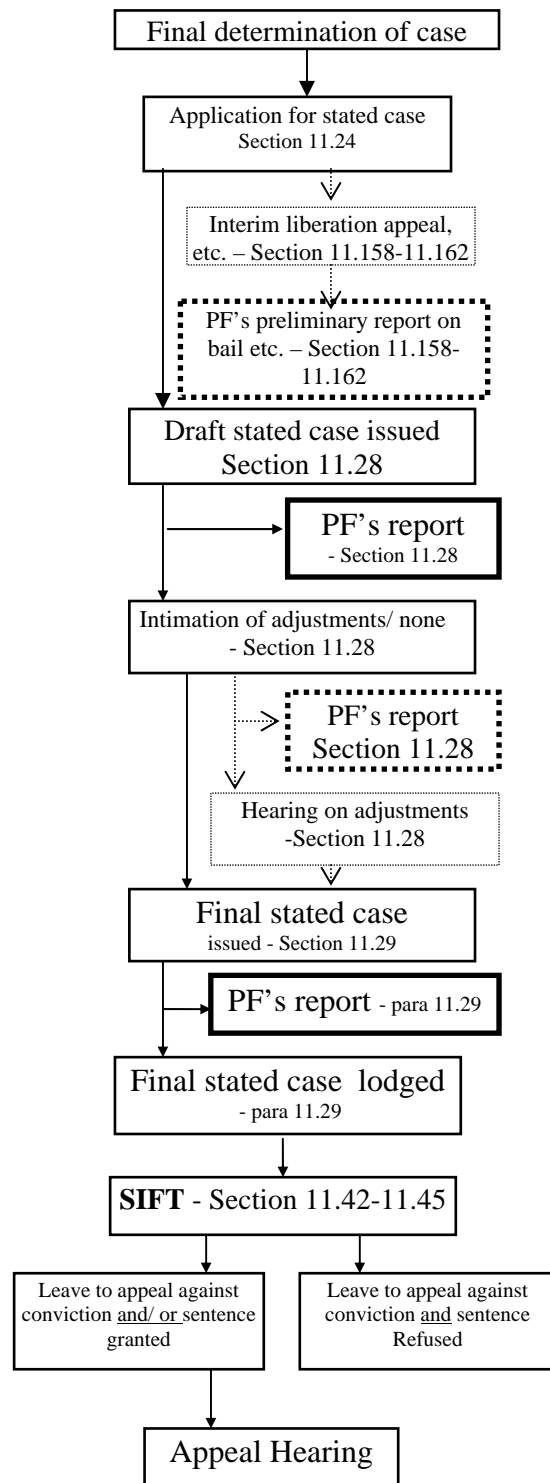 Final determination of case
Application for stated case
Section 11.24
Interim liberation appeal,
etc. – Section 11.158-11.162
PF's preliminary report on
bail etc. – Section 11.158-
11.162
Draft stated case issued
Section 11.28
PF's report
- Section 11.28
Intimation of adjustments/ none
- Section 11.28
PF's report
Section 11.28
Hearing on adjustments
-Section 11.28
Final stated case
issued - Section 11.29
PF's report - para 11.29
Final stated case lodged
- para 11.29
SIFT - Section 11.42-11.45
Leave to appeal against
conviction and/ or sentence
granted
Leave to appeal against
conviction and sentence
Refused
Appeal Hearing